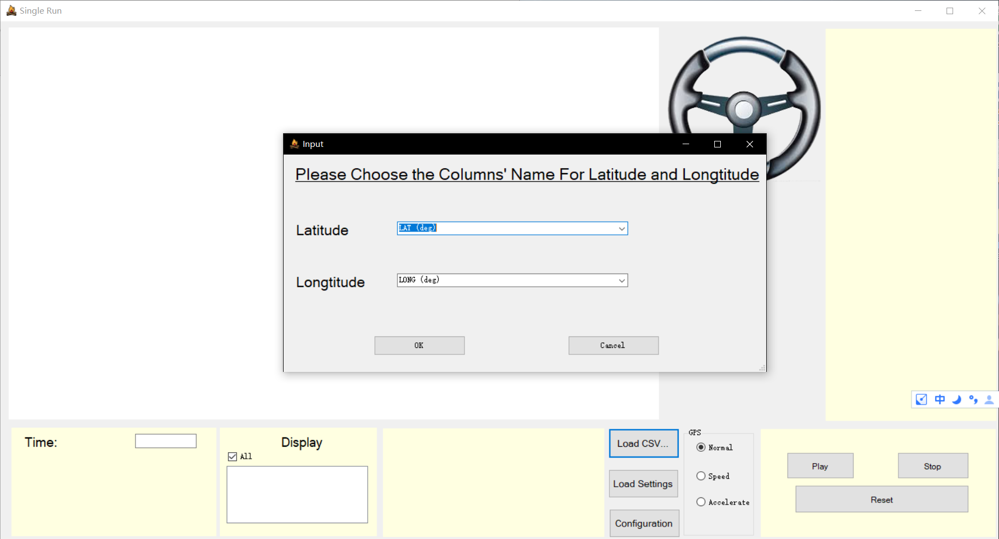 Single Run
Input
Please Choose the Columns' Name For Latitude and Longtitude
Latitude
LAT (deg)
Longtitude
LONG (deg)
OK
Cancel
中
Time:
Display
All
Load CSV...
Load Settings
Configuration
GPS
Normal
Speed
Accelerate
Play
Stop
Reset